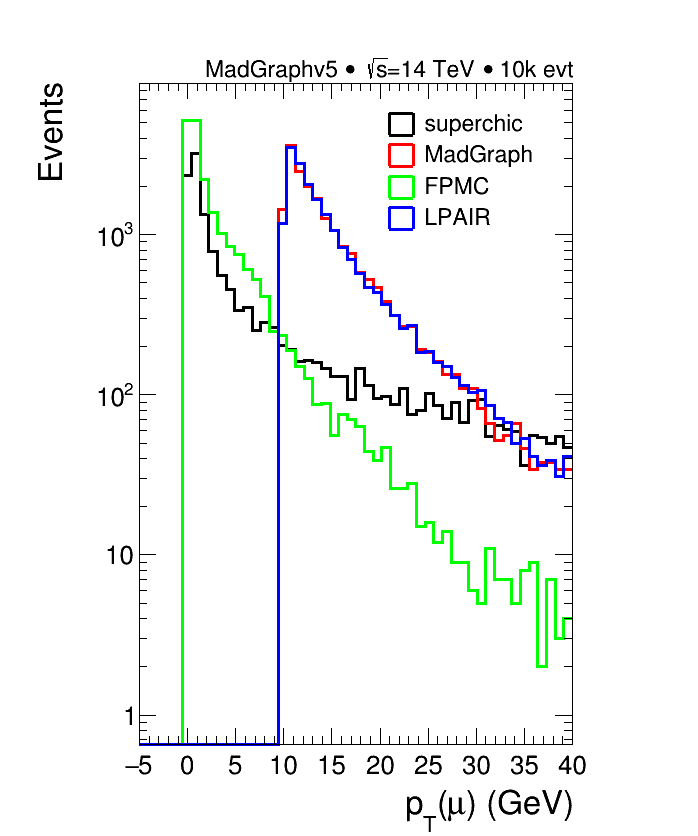 MadGraphv5 • √s=14 TeV • 10k evt
Events
superchic
MadGraph
FPMC
LPAIR
10³
10²
10
1
−5 0 5 10 15 20 25 30 35 40
p_T(μ) (GeV)